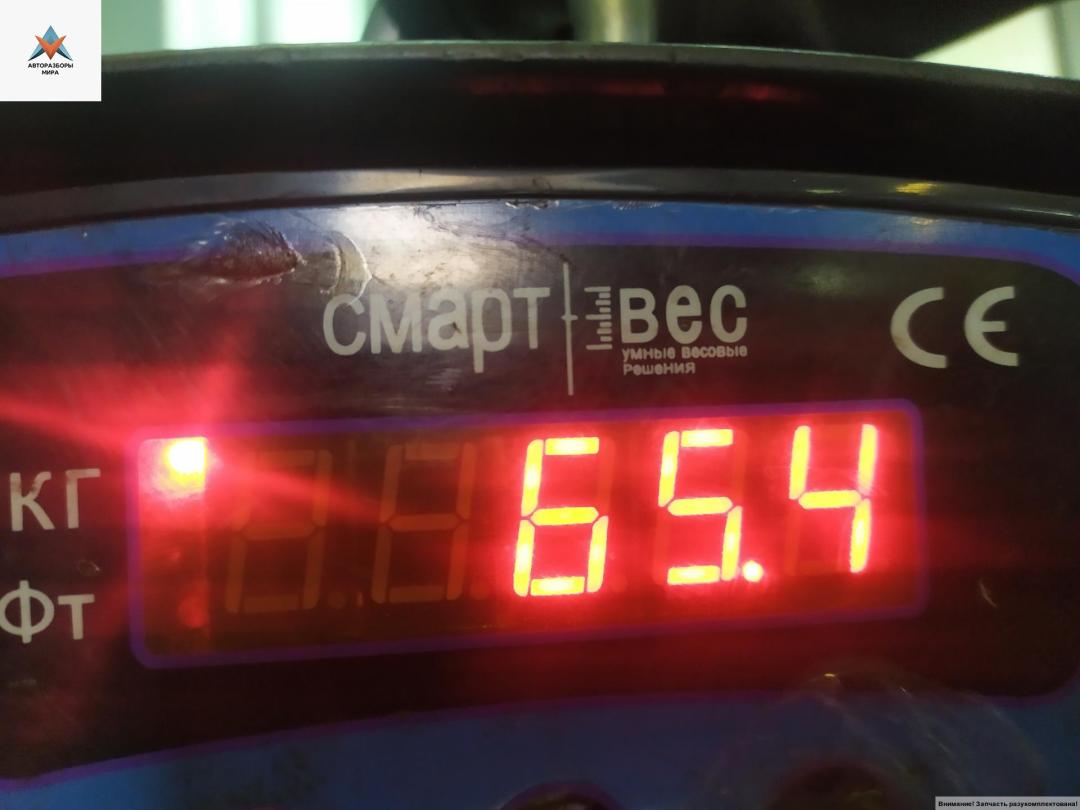 АВТОРАЗБОРЫ
МИРА
смарт вес
умные весовые
решения
CE
кг
65.4
Фт
Внимание! Запчасть разукомплектована!